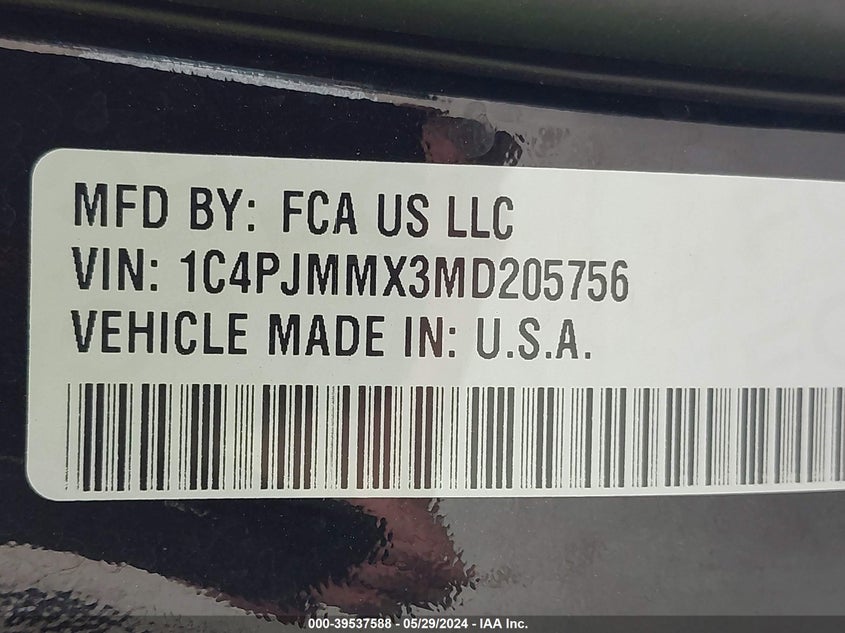 MFD BY: FCA US LLC
VIN: 1C4PJMMX3MD205756
VEHICLE MADE IN: U.S.A.
000-39537588 - 05/29/2024 - IAA Inc.